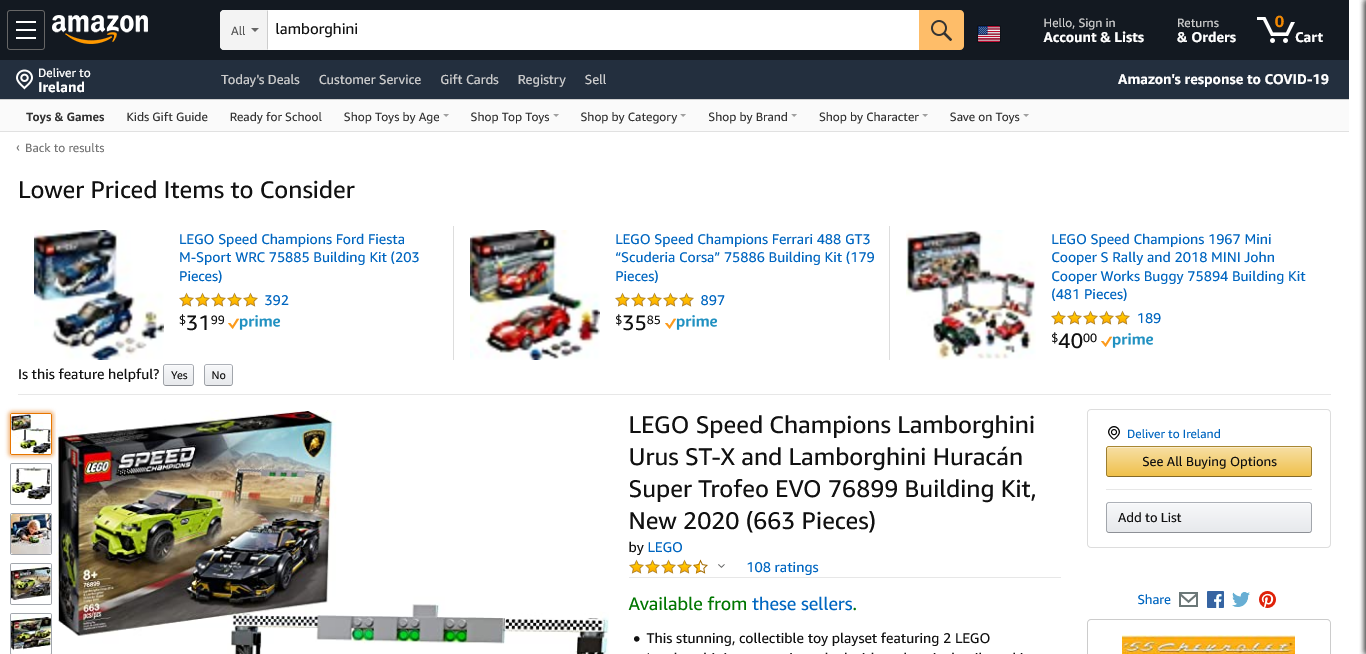 amazon
All
lamborghini
Hello, Sign in
Account & Lists
Returns
& Orders
0
Cart
Deliver to
Ireland
Today's Deals
Customer Service
Gift Cards
Registry
Sell
Amazon's response to COVID-19
Toys & Games
Kids Gift Guide
Ready for School
Shop Toys by Age
Shop Top Toys
Shop by Category
Shop by Brand
Shop by Character
Save on Toys
‹ Back to results
Lower Priced Items to Consider
LEGO Speed Champions Ford Fiesta
M-Sport WRC 75885 Building Kit (203
Pieces)
392
$3199 prime
LEGO Speed Champions Ferrari 488 GT3
“Scuderia Corsa” 75886 Building Kit (179
Pieces)
897
$3585 prime
LEGO Speed Champions 1967 Mini
Cooper S Rally and 2018 MINI John
Cooper Works Buggy 75894 Building Kit
(481 Pieces)
189
$4000 prime
Is this feature helpful?
Yes
No
LEGO
SPEED
CHAMPIONS
8+
76899
663
pcs/pzs
LEGO Speed Champions Lamborghini
Urus ST-X and Lamborghini Huracán
Super Trofeo EVO 76899 Building Kit,
New 2020 (663 Pieces)
by LEGO
108 ratings
Available from these sellers.
• This stunning, collectible toy playset featuring 2 LEGO
Deliver to Ireland
See All Buying Options
Add to List
Share
'55 Chevrolet